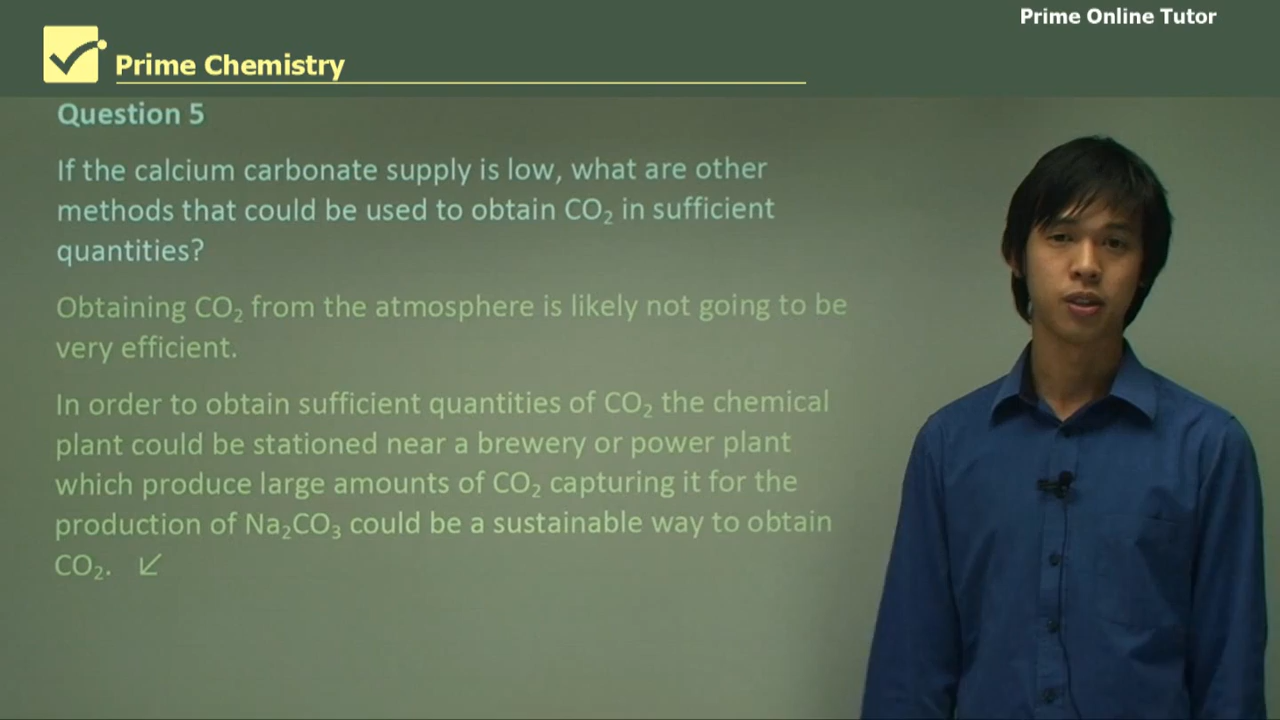 Prime Online Tutor
Prime Chemistry
Question 5
If the calcium carbonate supply is low, what are other
methods that could be used to obtain CO₂ in sufficient
quantities?
Obtaining CO₂ from the atmosphere is likely not going to be
very efficient.
In order to obtain sufficient quantities of CO₂ the chemical
plant could be stationed near a brewery or power plant
which produce large amounts of CO₂ capturing it for the
production of Na₂CO₃ could be a sustainable way to obtain
CO₂. ↙